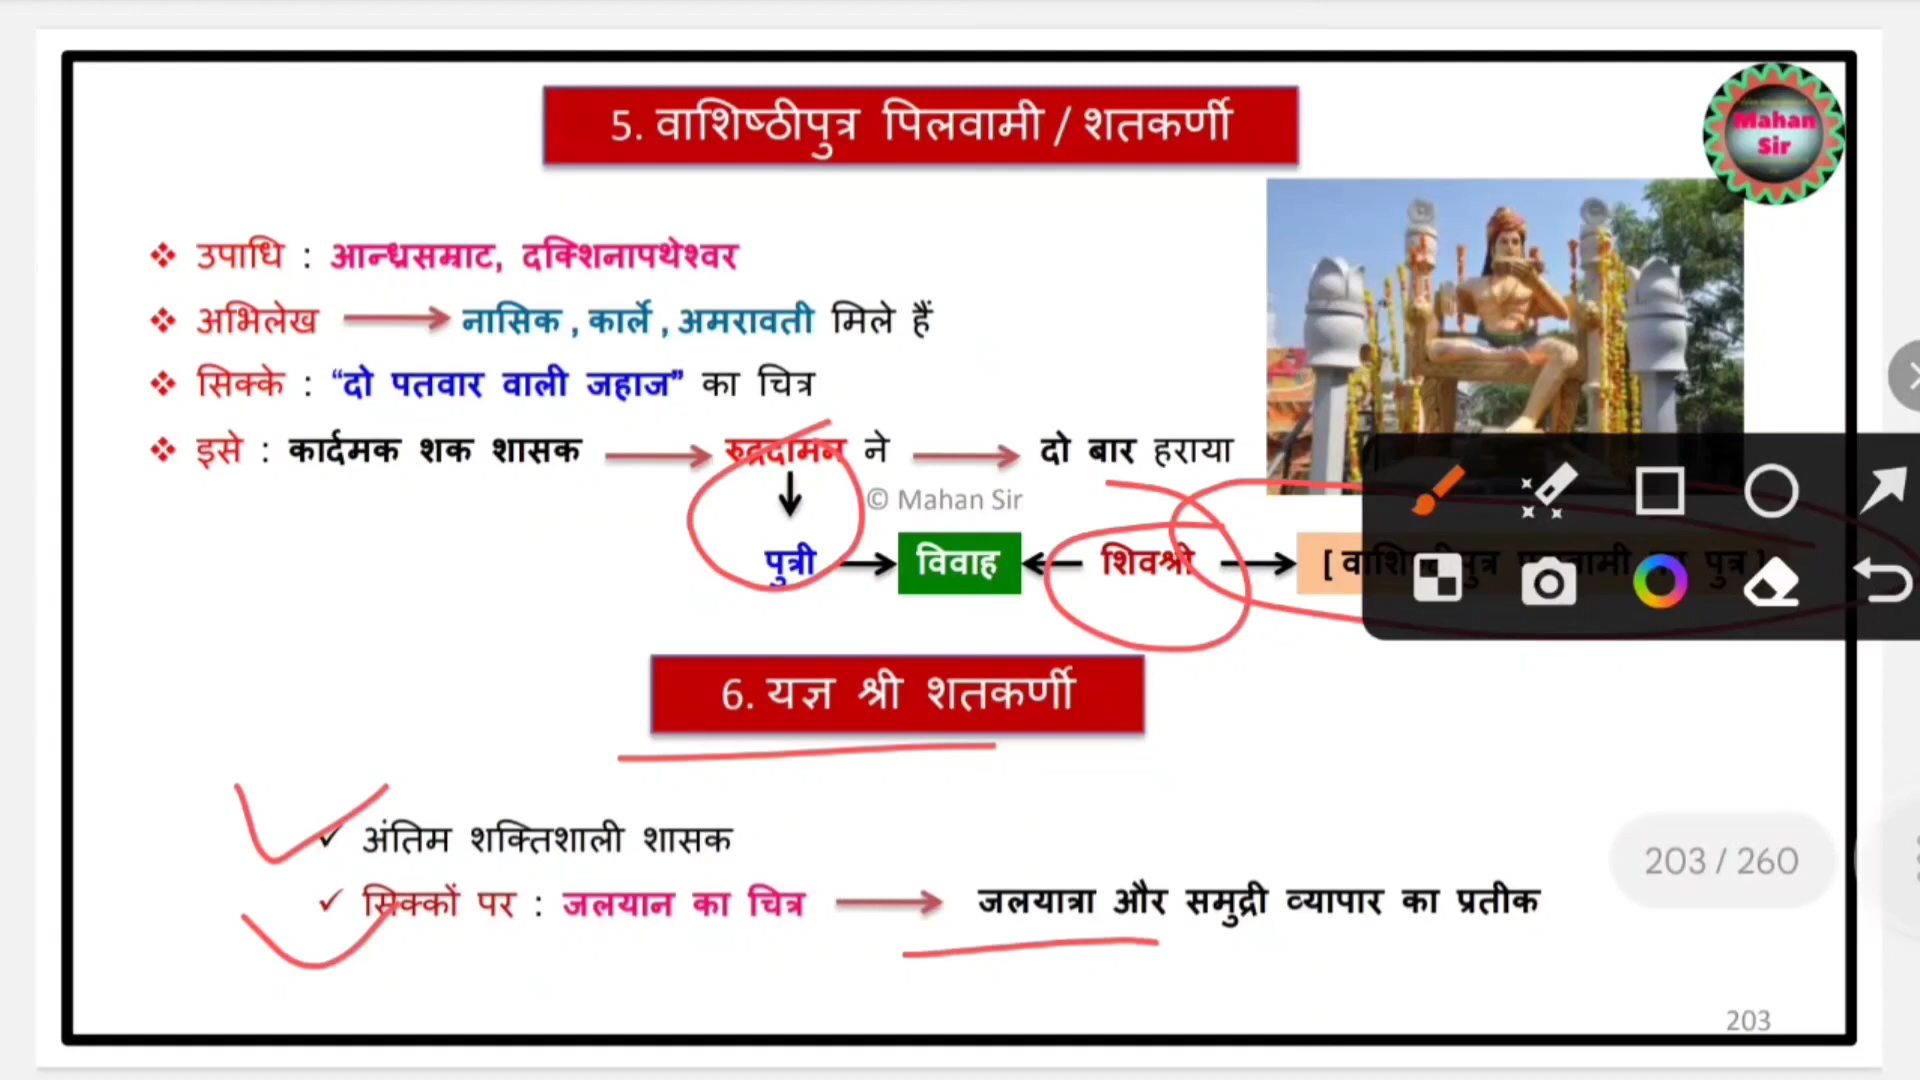 5. वाशिष्ठीपुत्र पिलवामी / शतकर्णी
Mahan
Sir
उपाधि : आन्ध्रसम्राट, दक्शिनापथेश्वर
अभिलेख नासिक , कार्ले , अमरावती मिले हैं
सिक्के : “दो पतवार वाली जहाज” का चित्र
इसे : कार्दमक शक शासक रुद्रदामन ने दो बार हराया
© Mahan Sir
पुत्री विवाह शिवश्री [ पुत्र ]
6. यज्ञ श्री शतकर्णी
✓ अंतिम शक्तिशाली शासक
✓ सिक्कों पर : जलयान का चित्र जलयात्रा और समुद्री व्यापार का प्रतीक
203 / 260
203